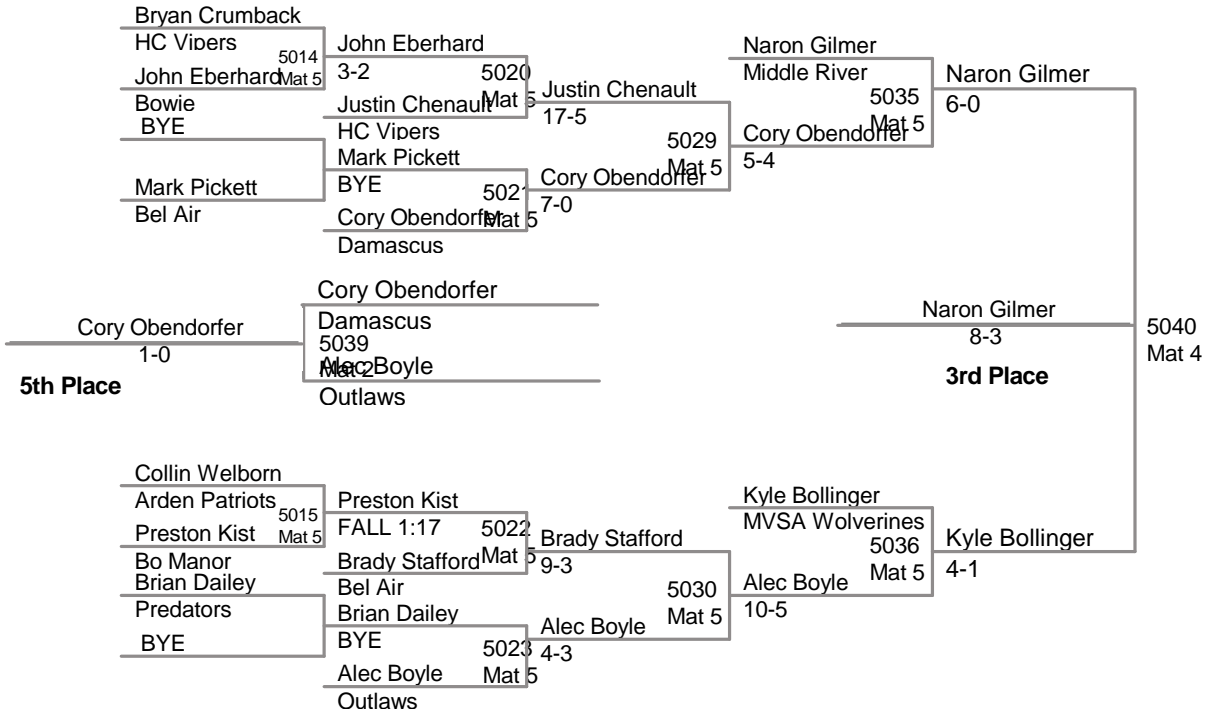 Bryan Crumback
HC Vipers
5014
Mat 5
John Eberhard
Bowie
BYE
Mark Pickett
Bel Air
John Eberhard
3-2
5020
Mat 5
Justin Chenault
HC Vipers
Mark Pickett
BYE
5021
Mat 5
Cory Obendorfer
Damascus
Justin Chenault
17-5
5029
Mat 5
Cory Obendorfer
7-0
Naron Gilmer
Middle River
5035
Mat 5
Cory Obendorfer
5-4
Naron Gilmer
6-0
Cory Obendorfer
1-0
5th Place
Cory Obendorfer
Damascus
5039
Mat 2
Alec Boyle
Outlaws
Naron Gilmer
8-3
3rd Place
5040
Mat 4
Collin Welborn
Arden Patriots
5015
Mat 5
Preston Kist
Bo Manor
Brian Dailey
Predators
BYE
Preston Kist
FALL 1:17
5022
Mat 5
Brady Stafford
Bel Air
Brian Dailey
BYE
5023
Mat 5
Alec Boyle
Outlaws
Brady Stafford
9-3
5030
Mat 5
Alec Boyle
4-3
Kyle Bollinger
MVSA Wolverines
5036
Mat 5
Alec Boyle
10-5
Kyle Bollinger
4-1